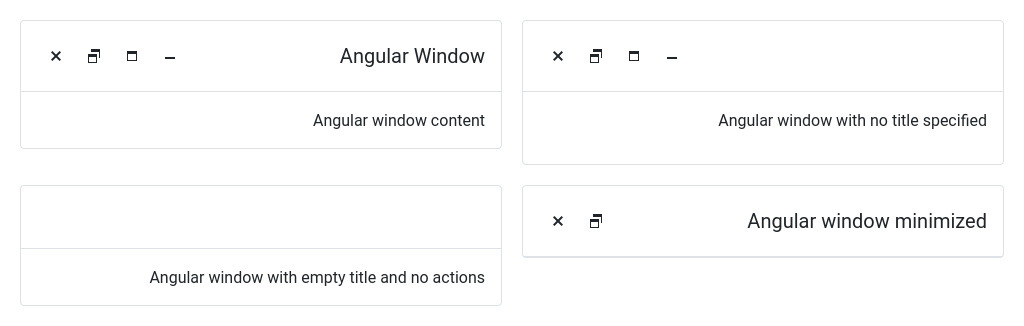 Angular Window
Angular window content
Angular window with no title specified
Angular window with empty title and no actions
Angular window minimized